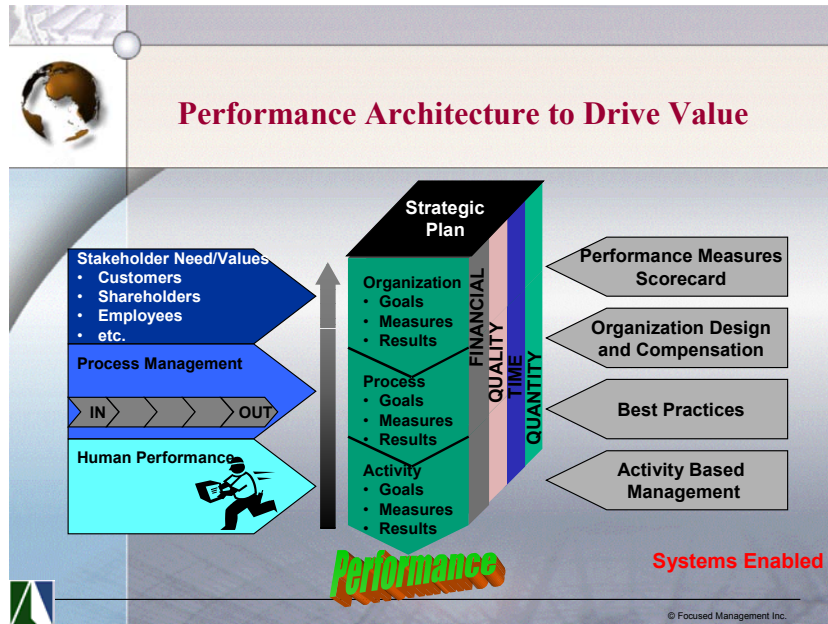 Performance Architecture to Drive Value
Strategic
Plan
Stakeholder Need/Values
• Customers
• Shareholders
• Employees
• etc.
Process Management
IN
OUT
Human Performance
Organization
• Goals
• Measures
• Results
Process
• Goals
• Measures
• Results
Activity
• Goals
• Measures
• Results
FINANCIAL
QUALITY
TIME
QUANTITY
Performance Measures
Scorecard
Organization Design
and Compensation
Best Practices
Activity Based
Management
Performance
Systems Enabled
© Focused Management Inc.